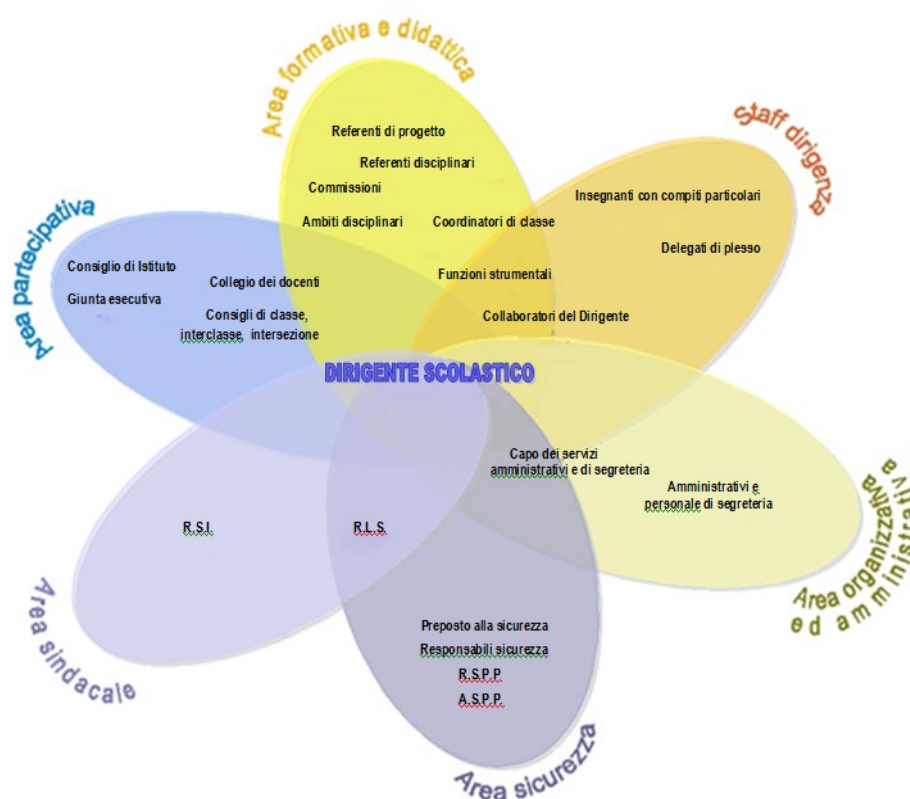 Area formativa e didattica
Referenti di progetto
Referenti disciplinari
Commissioni
Ambiti disciplinari
Coordinatori di classe
Funzioni strumentali
Collaboratori del Dirigente
Staff dirigenza
Insegnanti con compiti particolari
Delegati di plesso
Area partecipativa
Consiglio di Istituto
Giunta esecutiva
Collegio dei docenti
Consigli di classe,
interclasse, intersezione
DIRIGENTE SCOLASTICO
Capo dei servizi
amministrativi e di segreteria
Amministrativi e
personale di segreteria
Area organizzativa
ed amministrativa
R.S.I.
R.L.S.
Area sindacale
Preposto alla sicurezza
Responsabili sicurezza
R.S.P.P.
A.S.P.P.
Area sicurezza